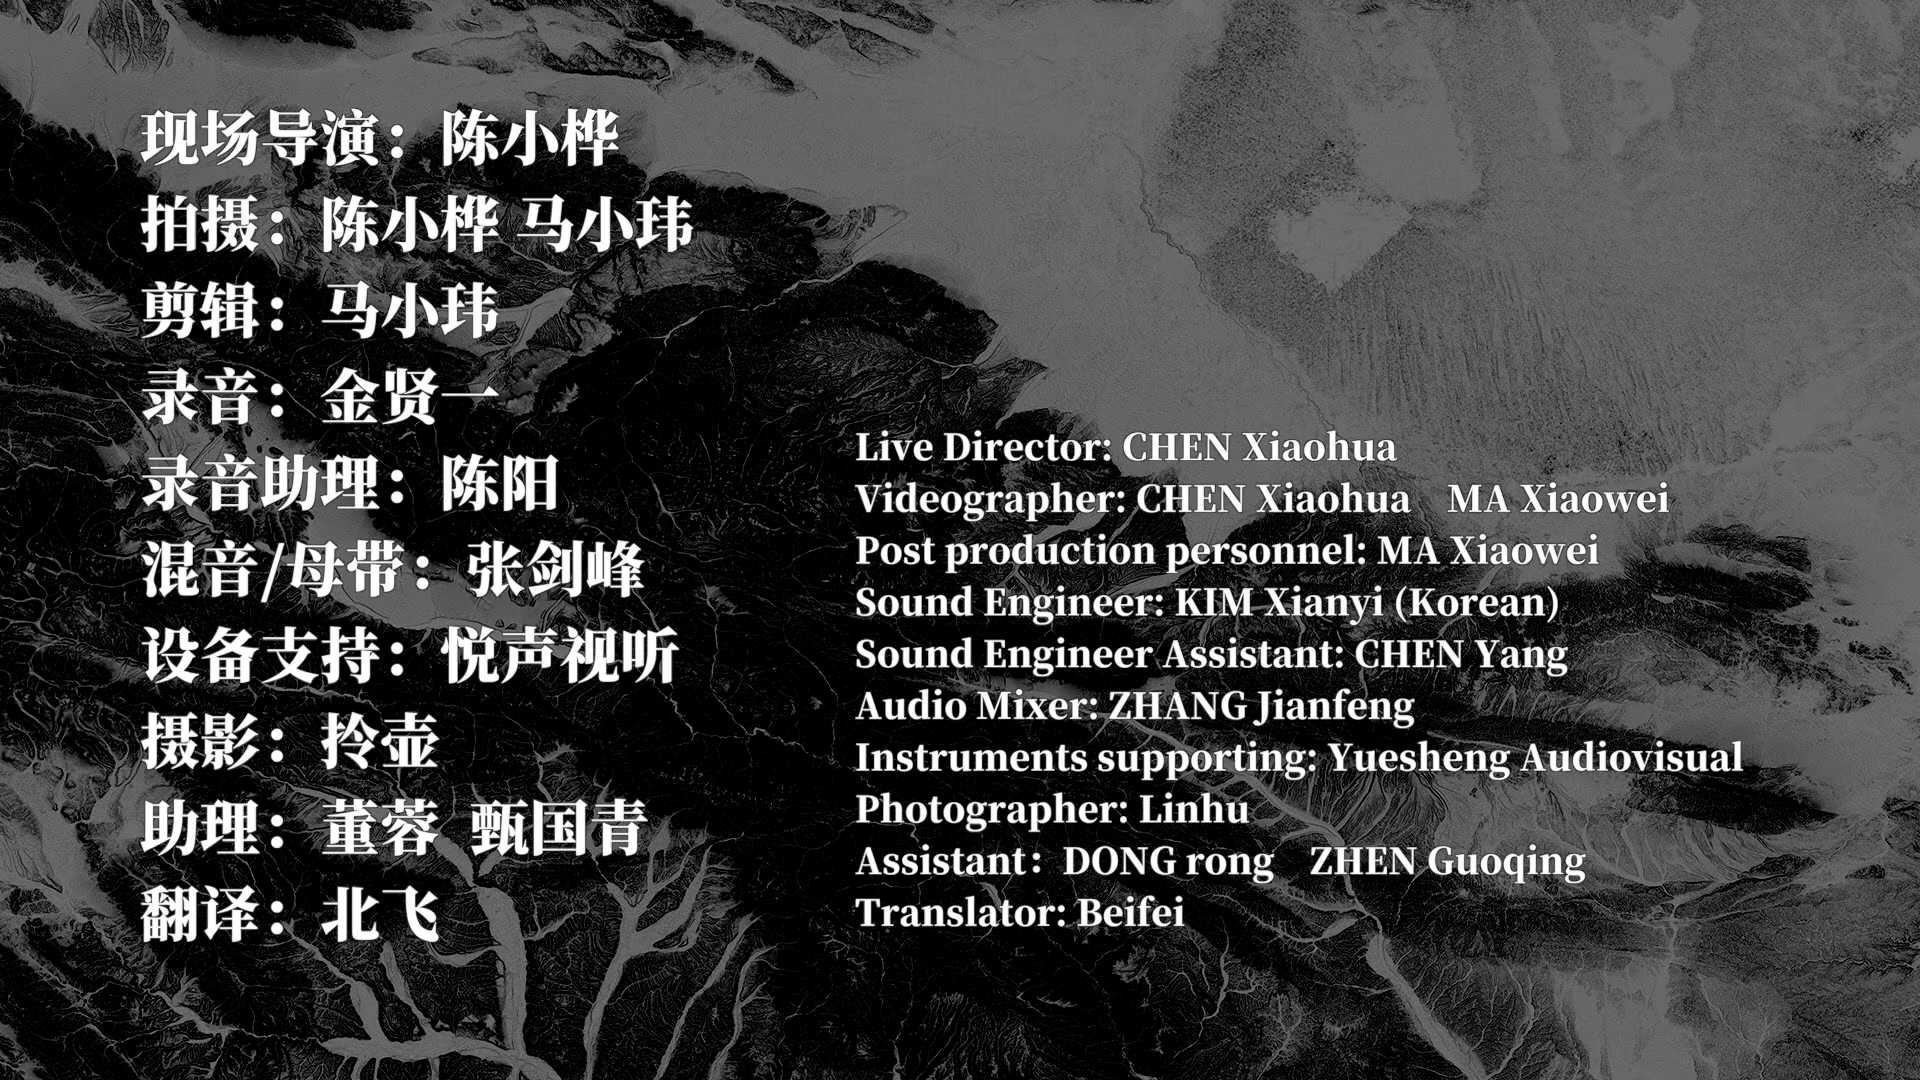 现场导演：陈小桦
拍摄：陈小桦 马小玮
剪辑：马小玮
录音：金贤一
录音助理：陈阳
混音/母带：张剑峰
设备支持：悦声视听
摄影：拎壶
助理：董蓉 甄国青
翻译：北飞
Live Director: CHEN Xiaohua
Videographer: CHEN Xiaohua MA Xiaowei
Post production personnel: MA Xiaowei
Sound Engineer: KIM Xianyi (Korean)
Sound Engineer Assistant: CHEN Yang
Audio Mixer: ZHANG Jianfeng
Instruments supporting: Yuesheng Audiovisual
Photographer: Linhu
Assistant：DONG rong ZHEN Guoqing
Translator: Beifei